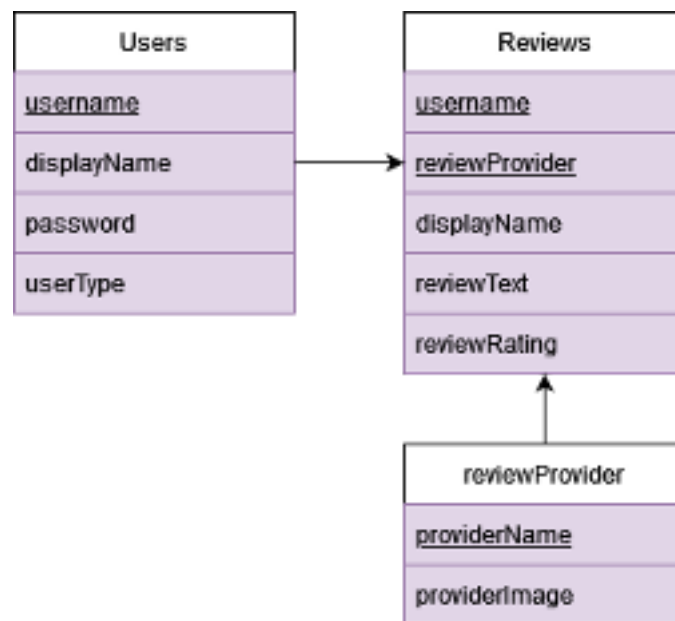 Users
username
displayName
password
userType
Reviews
username
reviewProvider
displayName
reviewText
reviewRating
reviewProvider
providerName
providerImage